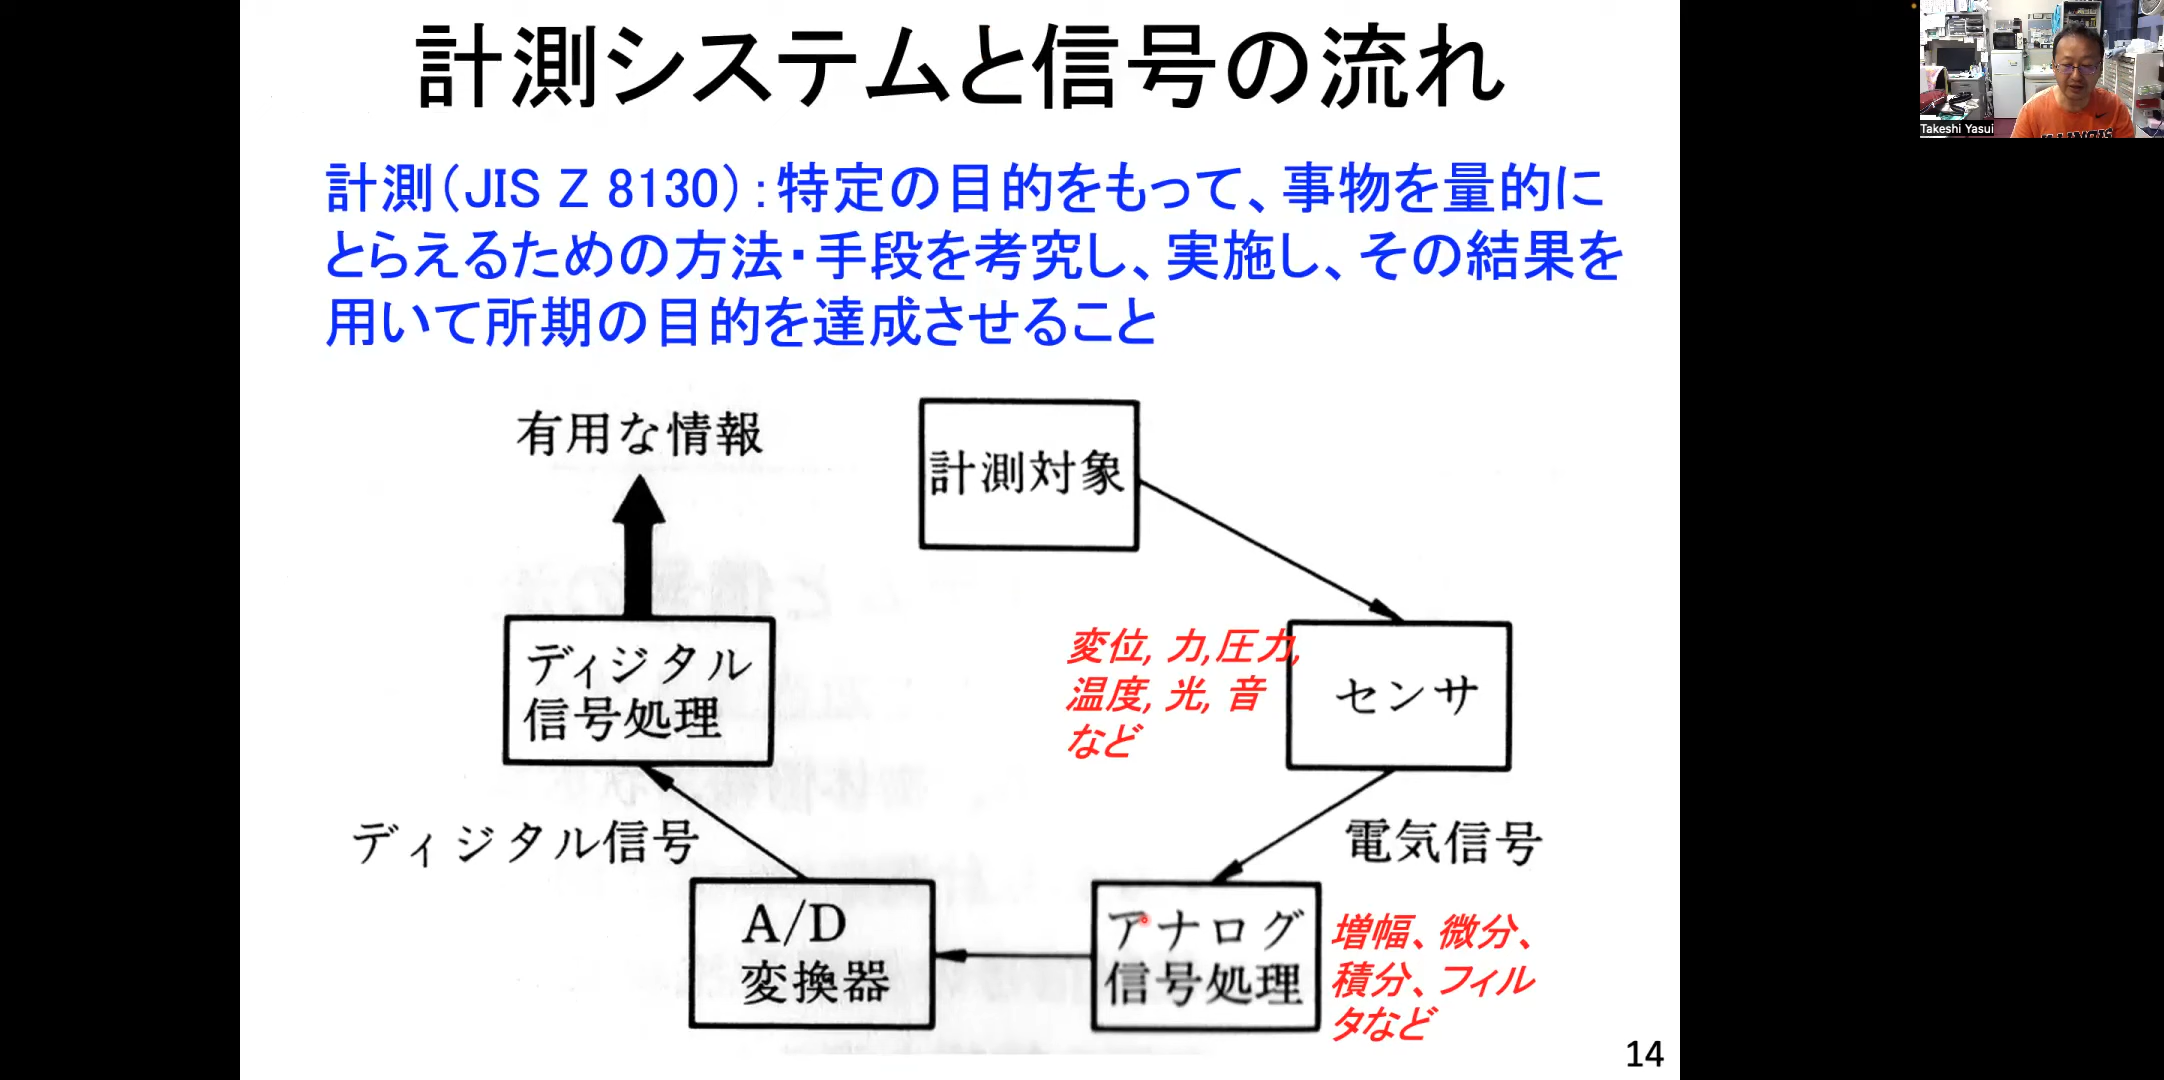 計測システムと信号の流れ
Takeshi Yasui
計測(JIS Z 8130):特定の目的をもって、事物を量的に
とらえるための方法・手段を考究し、実施し、その結果を
用いて所期の目的を達成させること
有用な情報
計測対象
ディジタル
信号処理
変位, 力,圧力,
温度, 光, 音
など
センサ
ディジタル信号
電気信号
A/D
変換器
アナログ
信号処理
増幅、微分、
積分、フィル
タなど
14